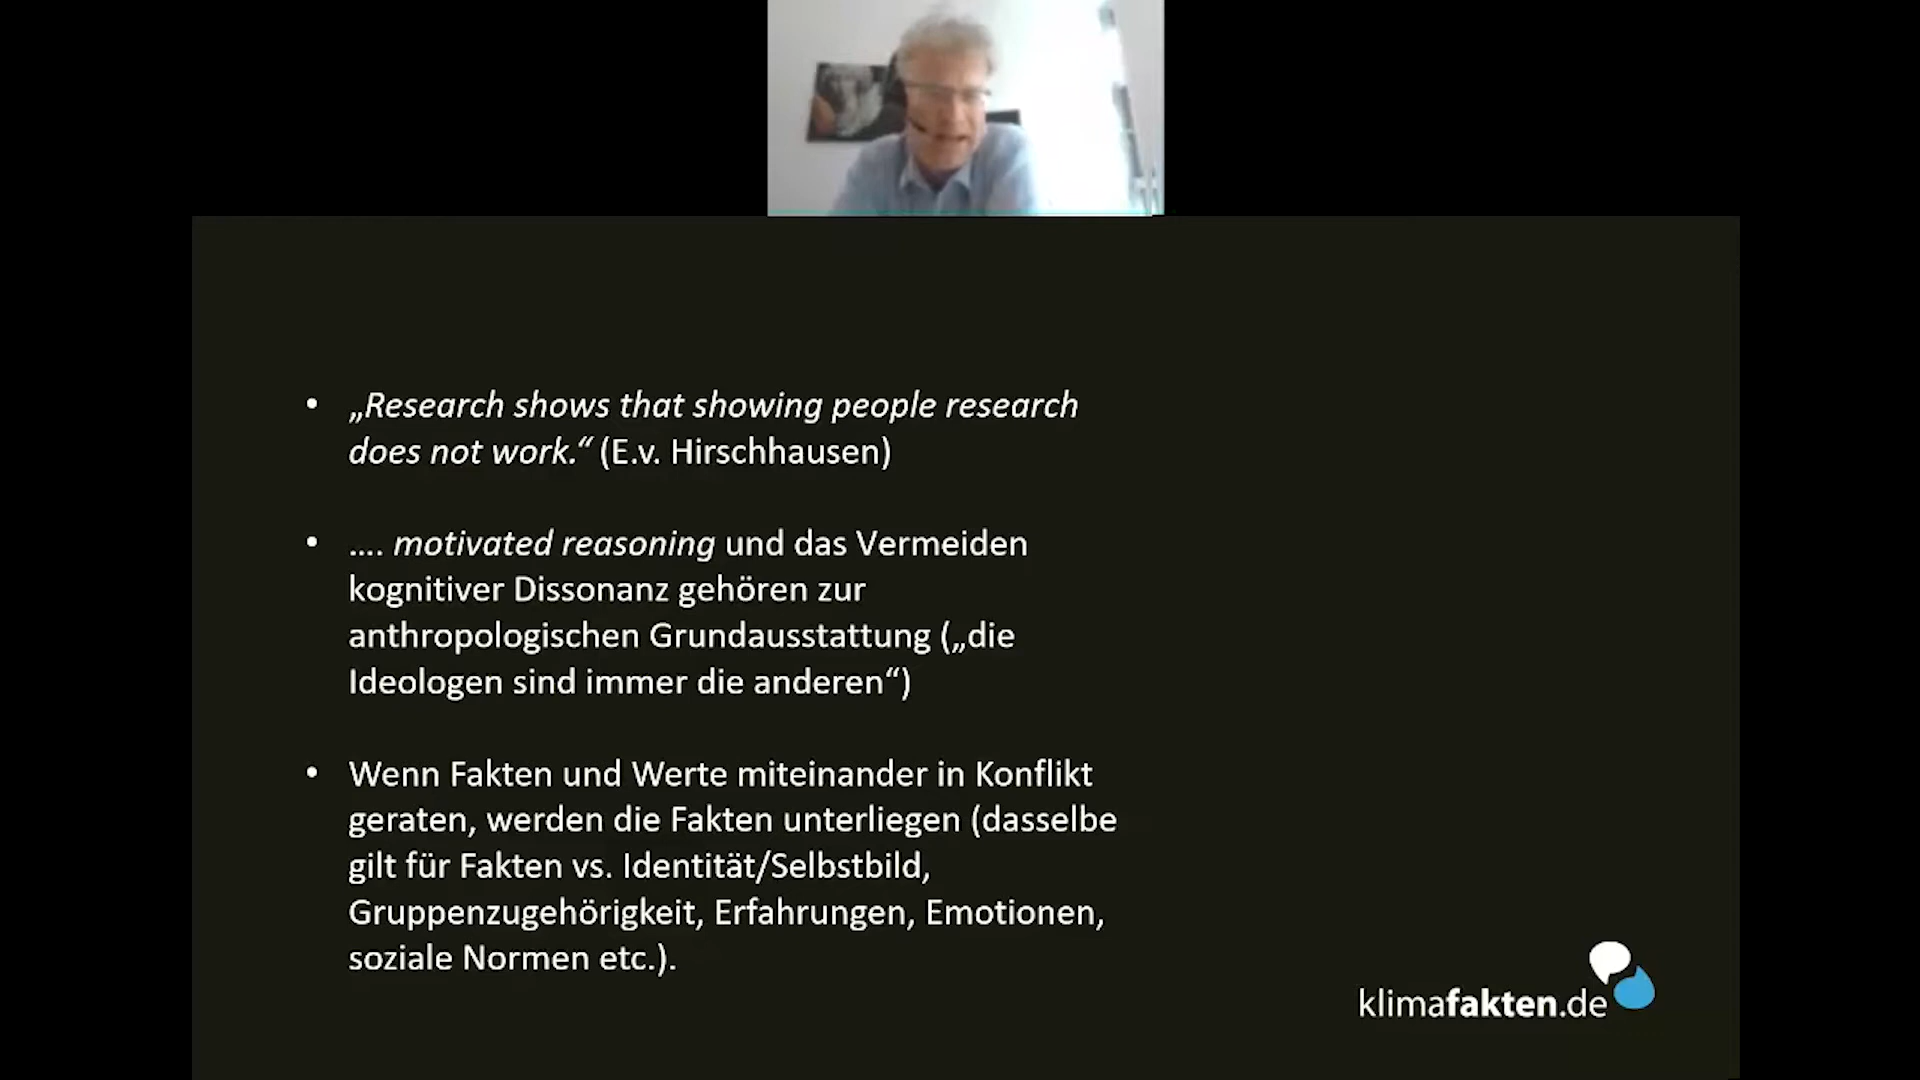 • „Research shows that showing people research
does not work.“ (E.v. Hirschhausen)
• .... motivated reasoning und das Vermeiden
kognitiver Dissonanz gehören zur
anthropologischen Grundausstattung („die
Ideologen sind immer die anderen“)
• Wenn Fakten und Werte miteinander in Konflikt
geraten, werden die Fakten unterliegen (dasselbe
gilt für Fakten vs. Identität/Selbstbild,
Gruppenzugehörigkeit, Erfahrungen, Emotionen,
soziale Normen etc.).
klimafakten.de